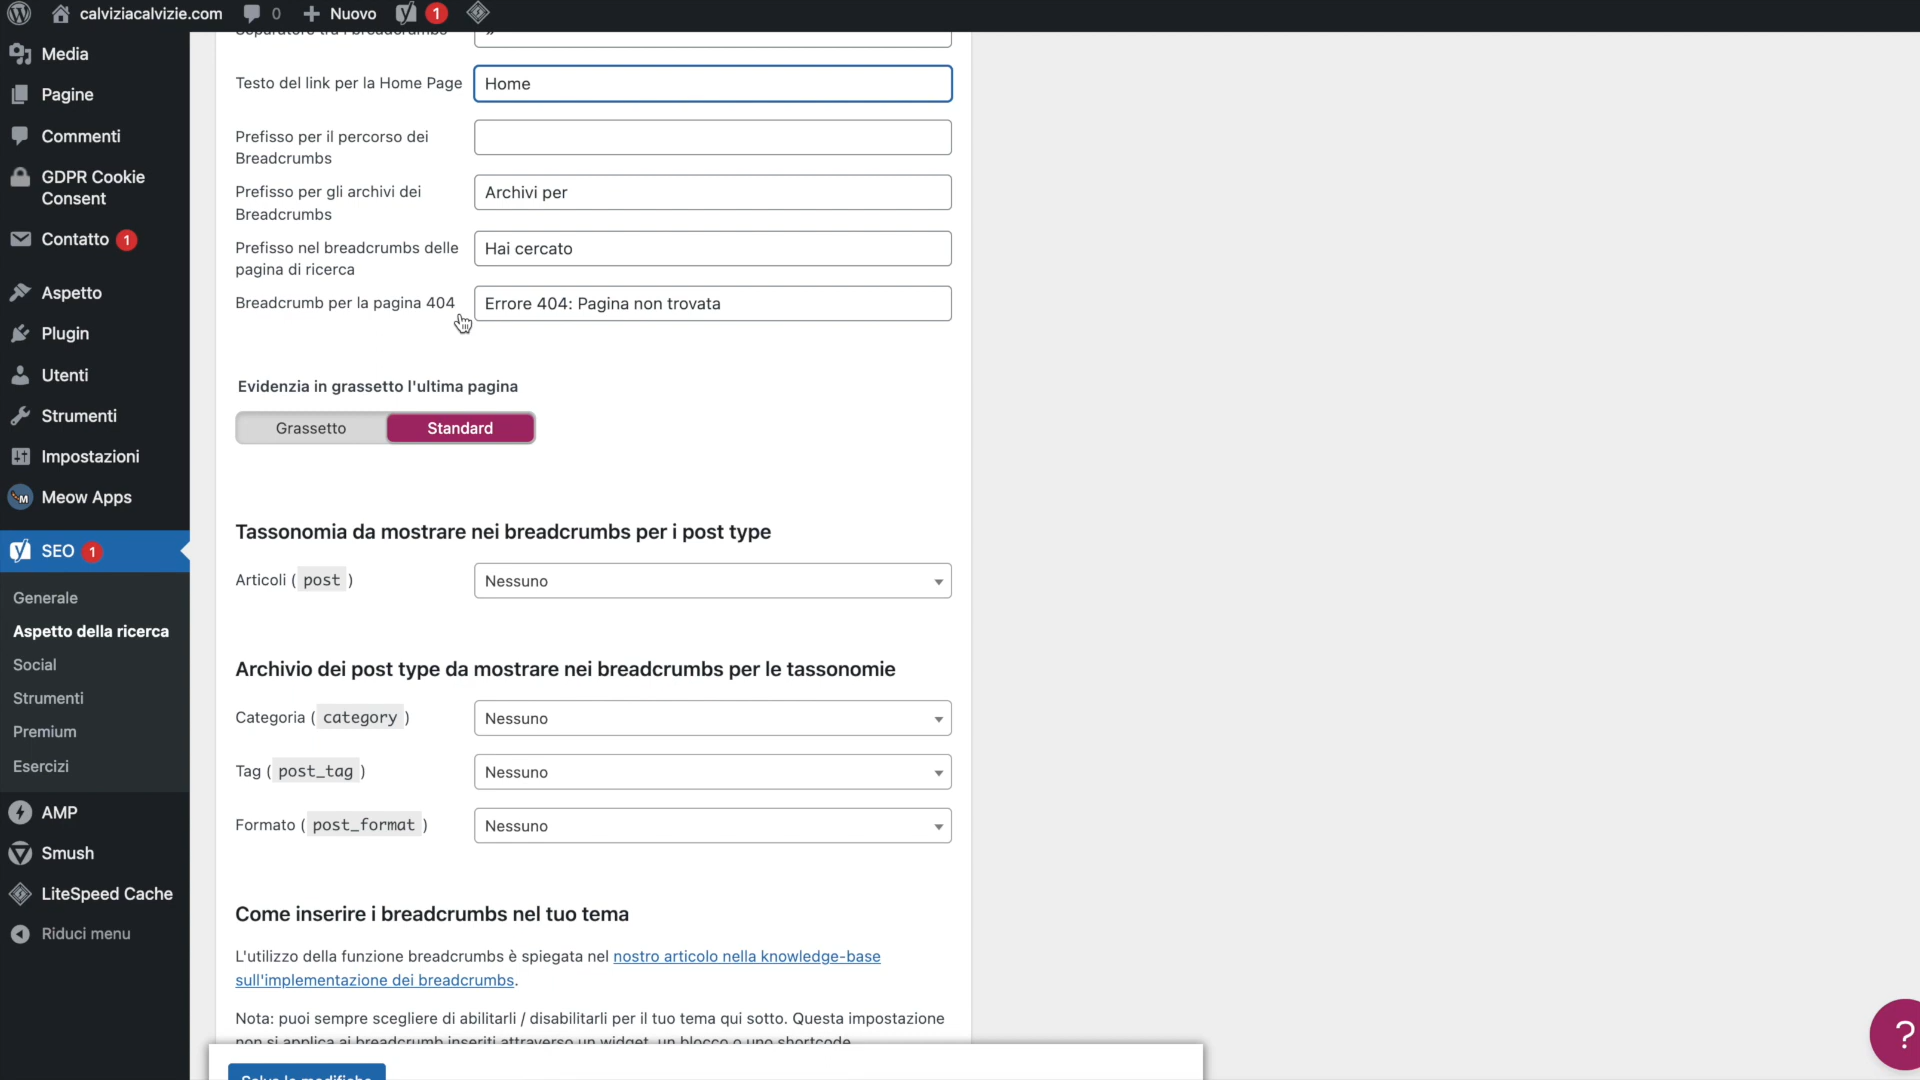 calviziacalvizie.com 0 Nuovo 1
Media
Pagine
Commenti
GDPR Cookie
Consent
Contatto 1
Aspetto
Plugin
Utenti
Strumenti
Impostazioni
Meow Apps
SEO 1
Generale
Aspetto della ricerca
Social
Strumenti
Premium
Esercizi
AMP
Smush
LiteSpeed Cache
Riduci menu
Separatore tra i breadcrumbs »
Testo del link per la Home Page Home
Prefisso per il percorso dei
Breadcrumbs
Prefisso per gli archivi dei
Breadcrumbs
Archivi per
Prefisso nel breadcrumbs delle
pagina di ricerca
Hai cercato
Breadcrumb per la pagina 404 Errore 404: Pagina non trovata
Evidenzia in grassetto l'ultima pagina
Grassetto Standard
Tassonomia da mostrare nei breadcrumbs per i post type
Articoli ( post ) Nessuno
Archivio dei post type da mostrare nei breadcrumbs per le tassonomie
Categoria ( category ) Nessuno
Tag ( post_tag ) Nessuno
Formato ( post_format ) Nessuno
Come inserire i breadcrumbs nel tuo tema
L'utilizzo della funzione breadcrumbs è spiegata nel nostro articolo nella knowledge-base
sull'implementazione dei breadcrumbs.
Nota: puoi sempre scegliere di abilitarli / disabilitarli per il tuo tema qui sotto. Questa impostazione
non si applica ai breadcrumb inseriti attraverso un widget, un blocco o uno shortcode.
Salva le modifiche
?